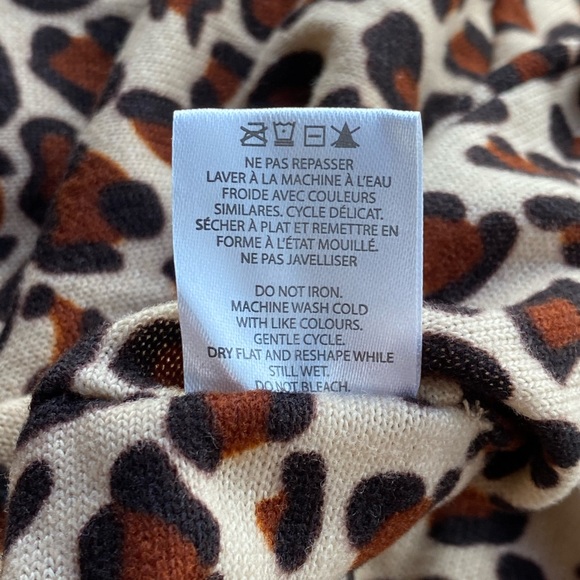 NE PAS REPASSER
LAVER À LA MACHINE À L'EAU
FROIDE AVEC COULEURS
SIMILARES. CYCLE DÉLICAT.
SÉCHER À PLAT ET REMETTRE EN
FORME À L'ÉTAT MOUILLÉ.
NE PAS JAVELLISER
DO NOT IRON.
MACHINE WASH COLD
WITH LIKE COLOURS.
GENTLE CYCLE.
DRY FLAT AND RESHAPE WHILE
STILL WET.
DO NOT BLEACH.